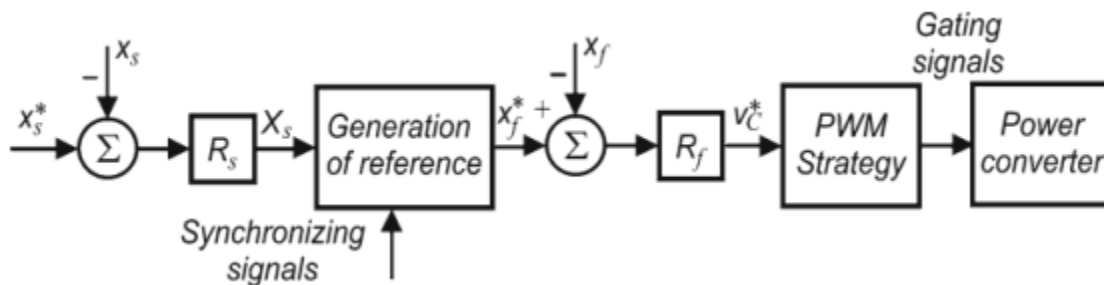 Gating
signals
x_s
x_f
−
−
x_s^*
Σ
R_s
X_s
Generation
of reference
x_f^*
+
Σ
R_f
v_C^*
PWM
Strategy
Power
converter
Synchronizing
signals